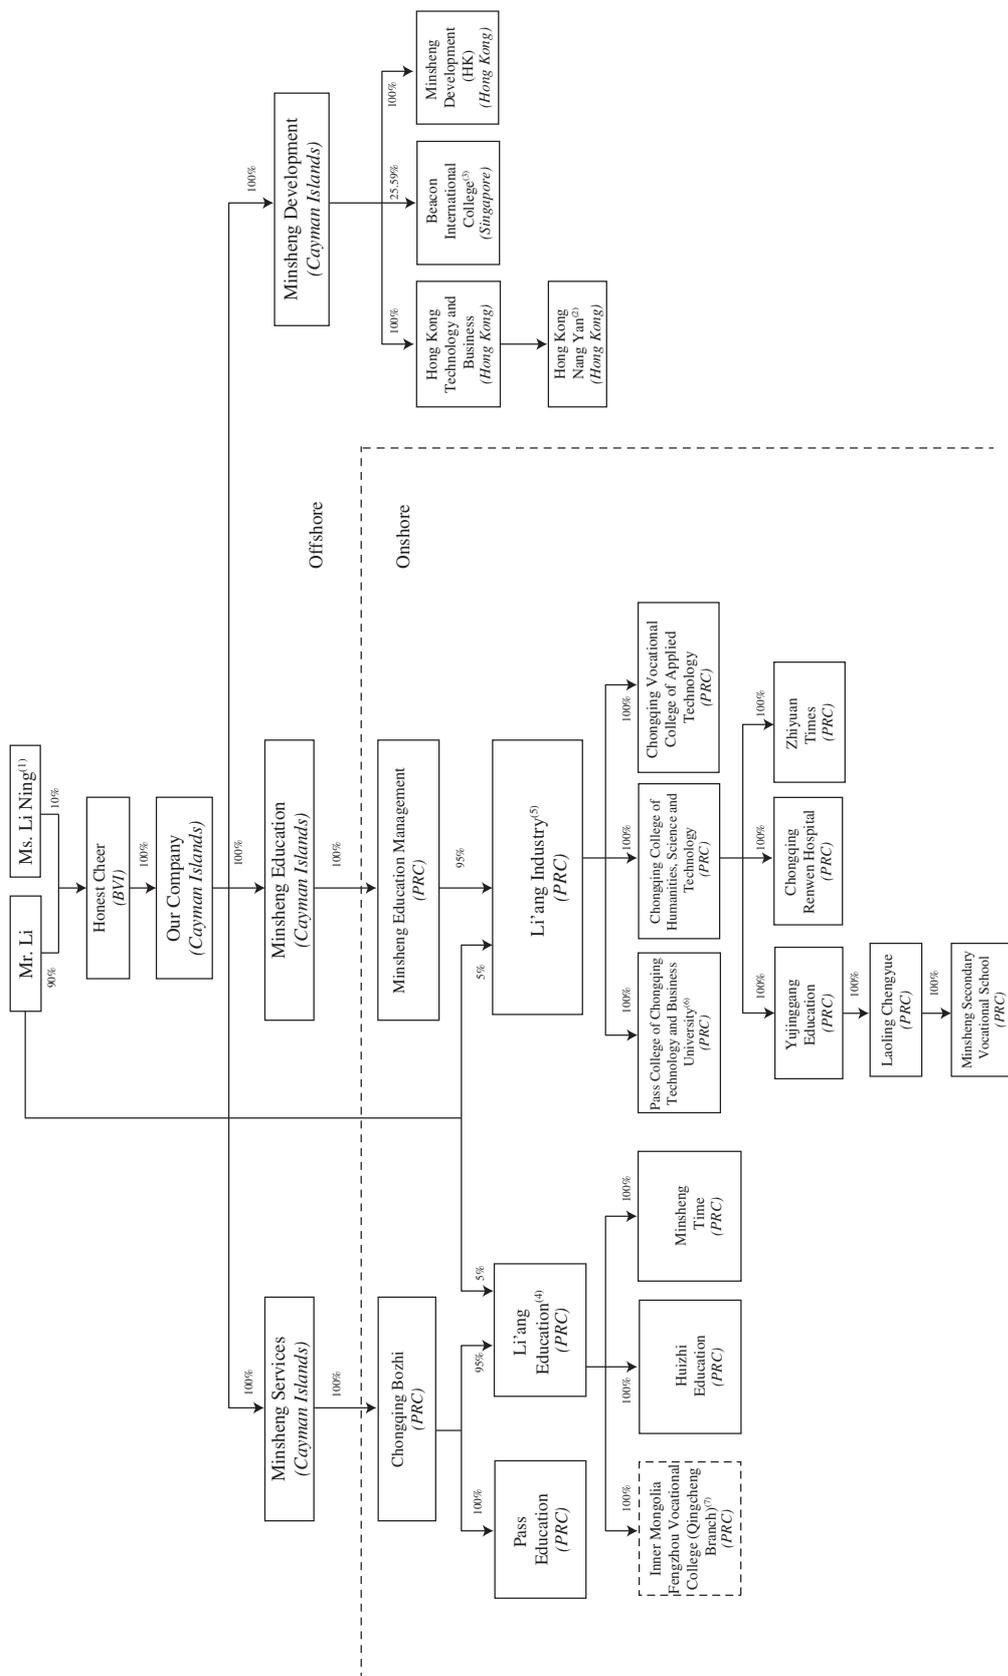 Mr. Li
Ms. Li Ning(1)
90%
10%
Honest Cheer
(BVI)
100%
Our Company
(Cayman Islands)
100%
100%
100%
Minsheng Services
(Cayman Islands)
Minsheng Education
(Cayman Islands)
Minsheng Development
(Cayman Islands)
100%
100%
Offshore
Onshore
100%
25.59%
100%
Hong Kong
Technology and
Business
(Hong Kong)
Beacon
International
College(3)
(Singapore)
Minsheng
Development
(HK)
(Hong Kong)
Hong Kong
Nang Yan(2)
(Hong Kong)
Chongqing Bozhi
(PRC)
Minsheng Education Management
(PRC)
100%
95%
5%
5%
95%
Pass
Education
(PRC)
Li'ang
Education(4)
(PRC)
Li'ang Industry(5)
(PRC)
100%
100%
100%
100%
100%
100%
Inner Mongolia
Fengzhou Vocational
College (Qingcheng
Branch)(7)
(PRC)
Huizhi
Education
(PRC)
Minsheng
Time
(PRC)
Pass College of Chongqing
Technology and Business
University(6)
(PRC)
Chongqing College of
Humanities, Science and
Technology
(PRC)
Chongqing Vocational
College of Applied
Technology
(PRC)
100%
100%
100%
Yujinggang
Education
(PRC)
Chongqing
Renwen Hospital
(PRC)
Zhiyuan
Times
(PRC)
100%
Laoling Chengyue
(PRC)
100%
Minsheng Secondary
Vocational School
(PRC)